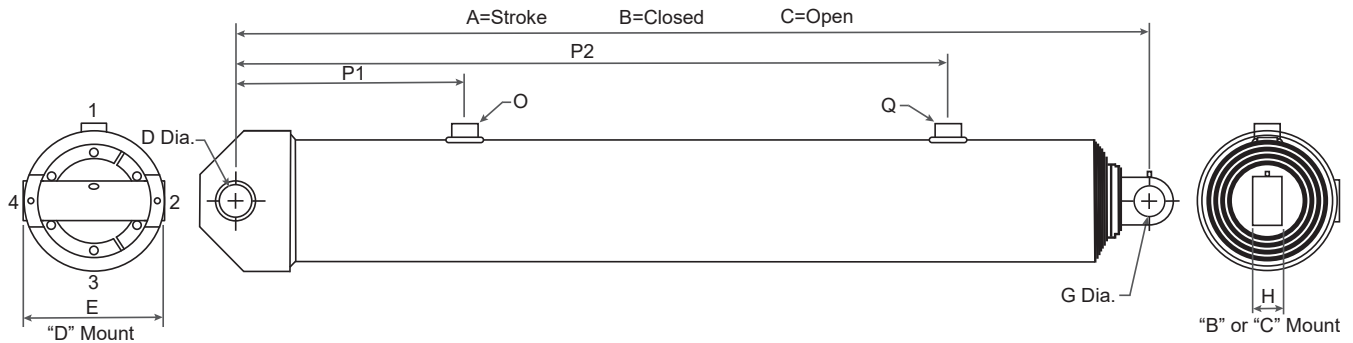 A=Stroke B=Closed C=Open
P2
P1
O
Q
1
D Dia.
4
2
3
E
"D" Mount
G Dia.
H
"B" or "C" Mount